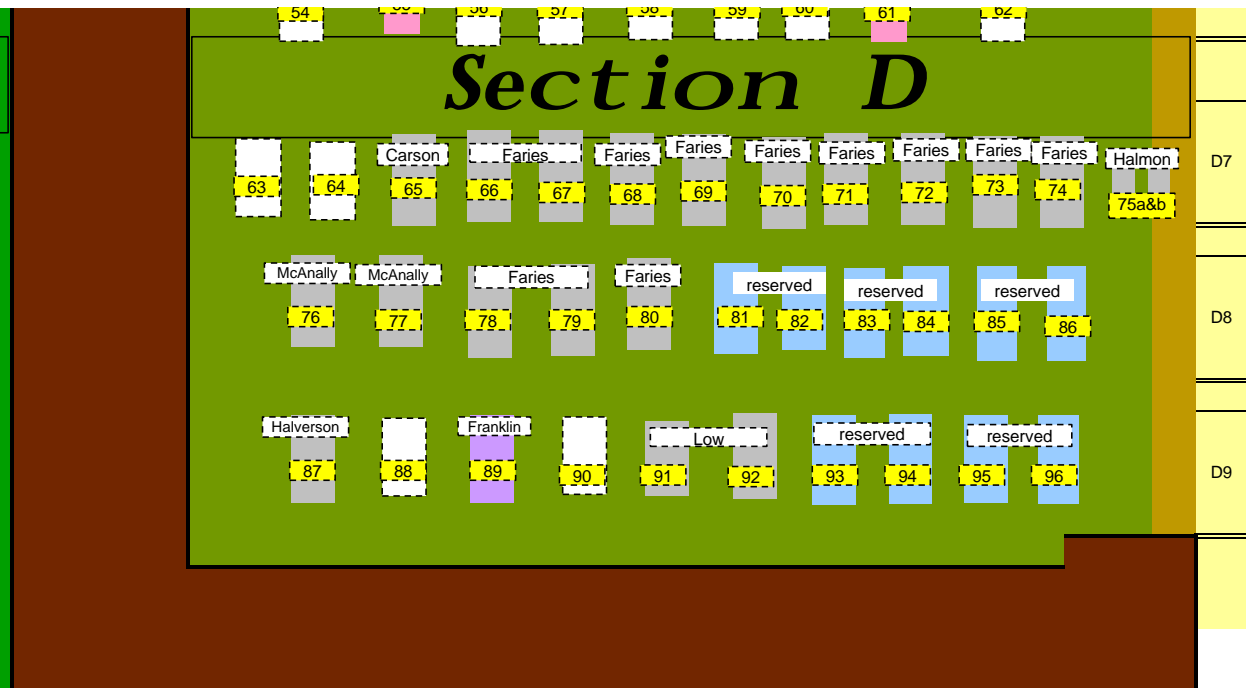 54 55 56 57 58 59 60 61 62
Section D
Carson Faries Faries Faries Faries Faries Faries Faries Faries Halmon D7
63 64 65 66 67 68 69 70 71 72 73 74 75a&b
McAnally McAnally Faries Faries reserved reserved reserved
76 77 78 79 80 81 82 83 84 85 86 D8
Halverson Franklin Low reserved reserved
87 88 89 90 91 92 93 94 95 96 D9